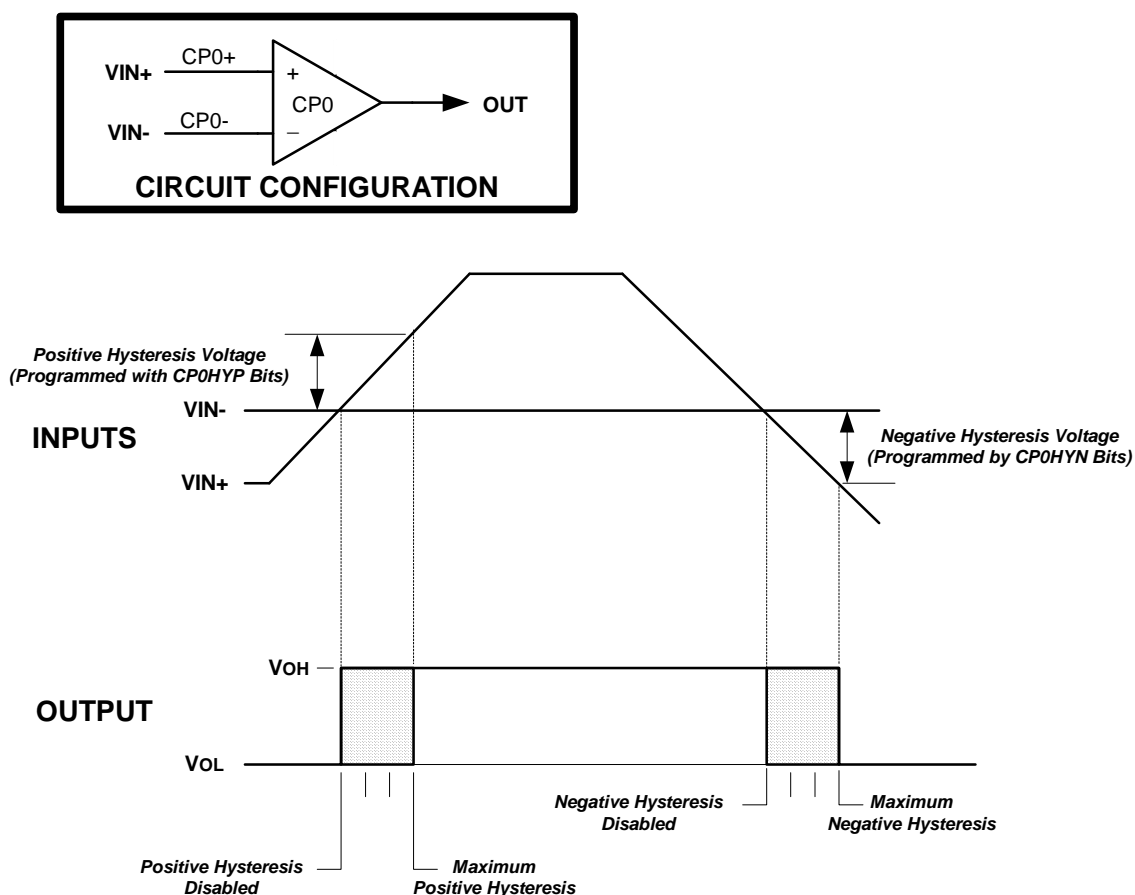 VIN+
CP0+
+
CP0
OUT
VIN-
CP0-
−
CIRCUIT CONFIGURATION
Positive Hysteresis Voltage
(Programmed with CP0HYP Bits)
VIN-
INPUTS
Negative Hysteresis Voltage
(Programmed by CP0HYN Bits)
VIN+
VOH
OUTPUT
VOL
Negative Hysteresis
Disabled
Maximum
Negative Hysteresis
Positive Hysteresis
Disabled
Maximum
Positive Hysteresis